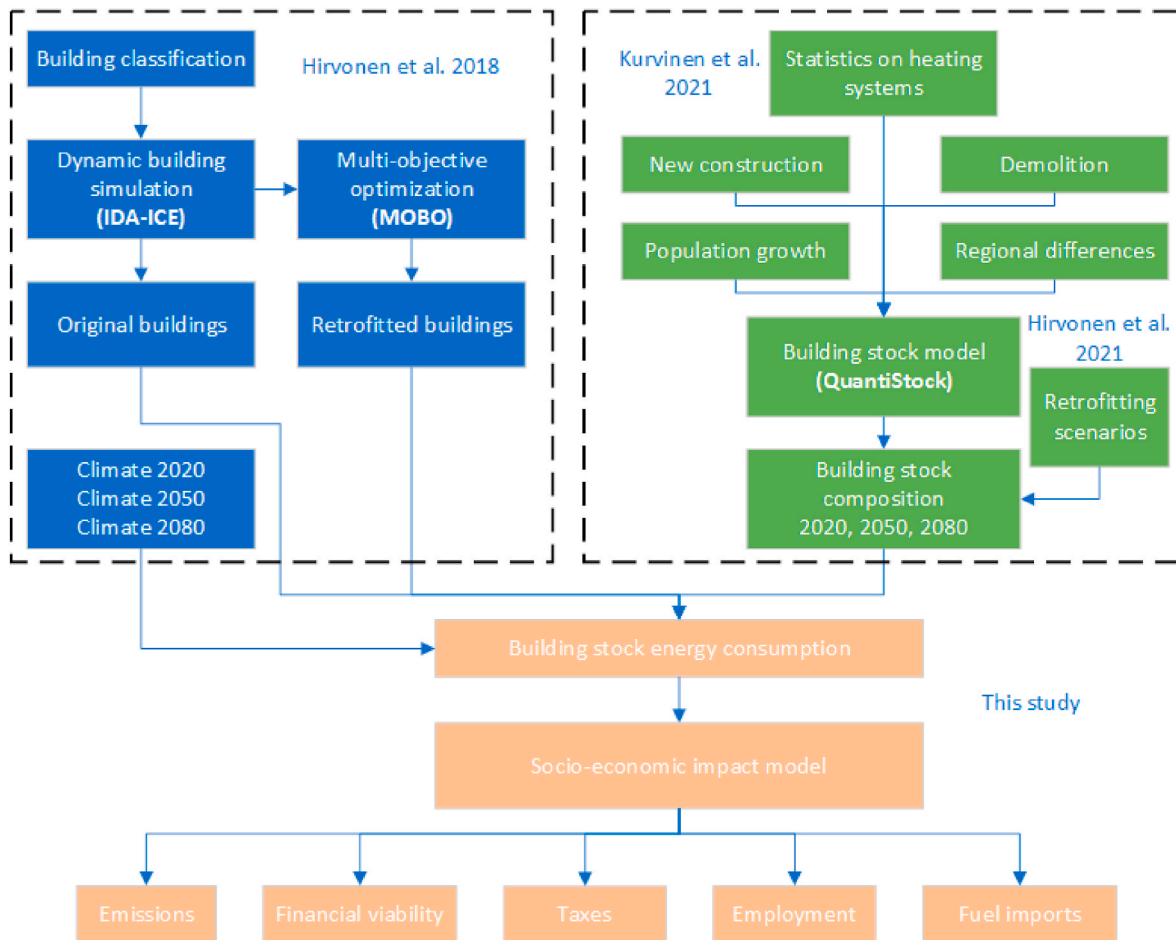 Building classification
Hirvonen et al. 2018
Dynamic building
simulation
(IDA-ICE)
Multi-objective
optimization
(MOBO)
Original buildings
Retrofitted buildings
Climate 2020
Climate 2050
Climate 2080
Kurvinen et al.
2021
Statistics on heating
systems
New construction
Demolition
Population growth
Regional differences
Building stock model
(QuantiStock)
Hirvonen et al.
2021
Retrofitting
scenarios
Building stock
composition
2020, 2050, 2080
Building stock energy consumption
This study
Socio-economic impact model
Emissions
Financial viability
Taxes
Employment
Fuel imports